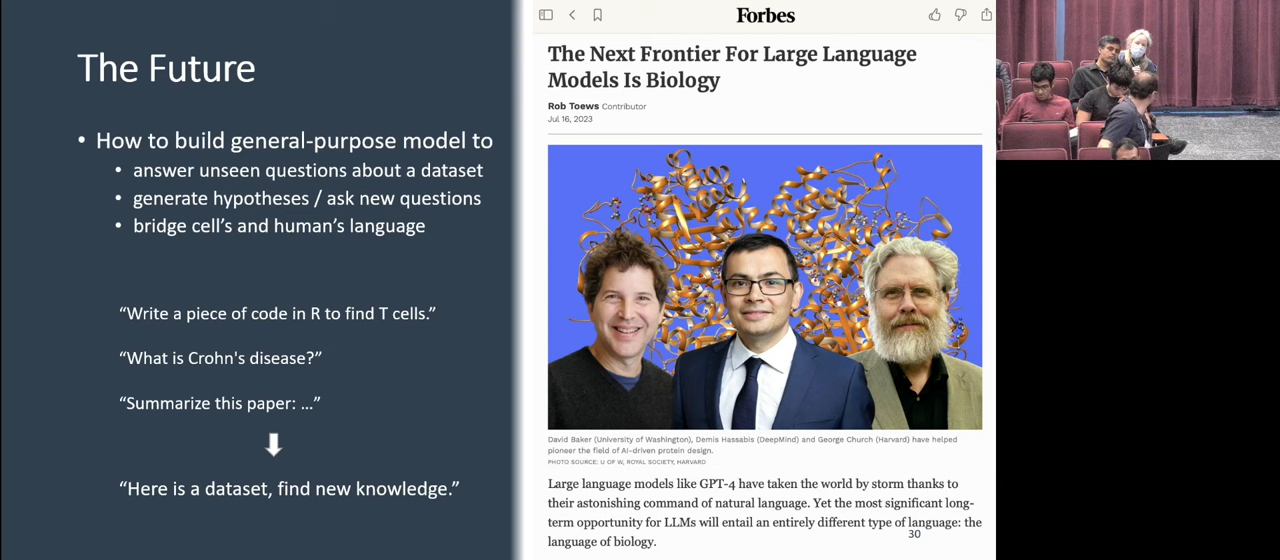 The Future
• How to build general-purpose model to
• answer unseen questions about a dataset
• generate hypotheses / ask new questions
• bridge cell’s and human’s language
“Write a piece of code in R to find T cells.”
“What is Crohn's disease?”
“Summarize this paper: ...”
“Here is a dataset, find new knowledge.”
Forbes
The Next Frontier For Large Language
Models Is Biology
Rob Toews Contributor
Jul 16, 2023
David Baker (University of Washington), Demis Hassabis (DeepMind) and George Church (Harvard) have helped
pioneer the field of AI-driven protein design.
PHOTO SOURCE: U OF W, ROYAL SOCIETY, HARVARD
Large language models like GPT-4 have taken the world by storm thanks to
their astonishing command of natural language. Yet the most significant long-
term opportunity for LLMs will entail an entirely different type of language: the
language of biology.
30